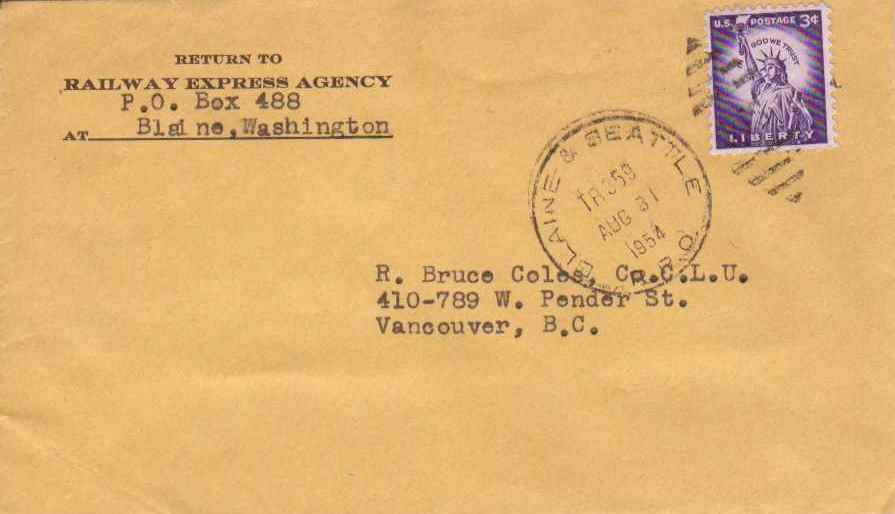 RETURN TO
RAILWAY EXPRESS AGENCY
P.O. Box 488
AT Blaine,Washington
U.S. POSTAGE 3¢
IN GOD WE TRUST
LIBERTY
BLAINE & SEATTLE
TR359
AUG 31
1954
R. Bruce Coles, C.L.U.
410-789 W. Pender St.
Vancouver, B.C.